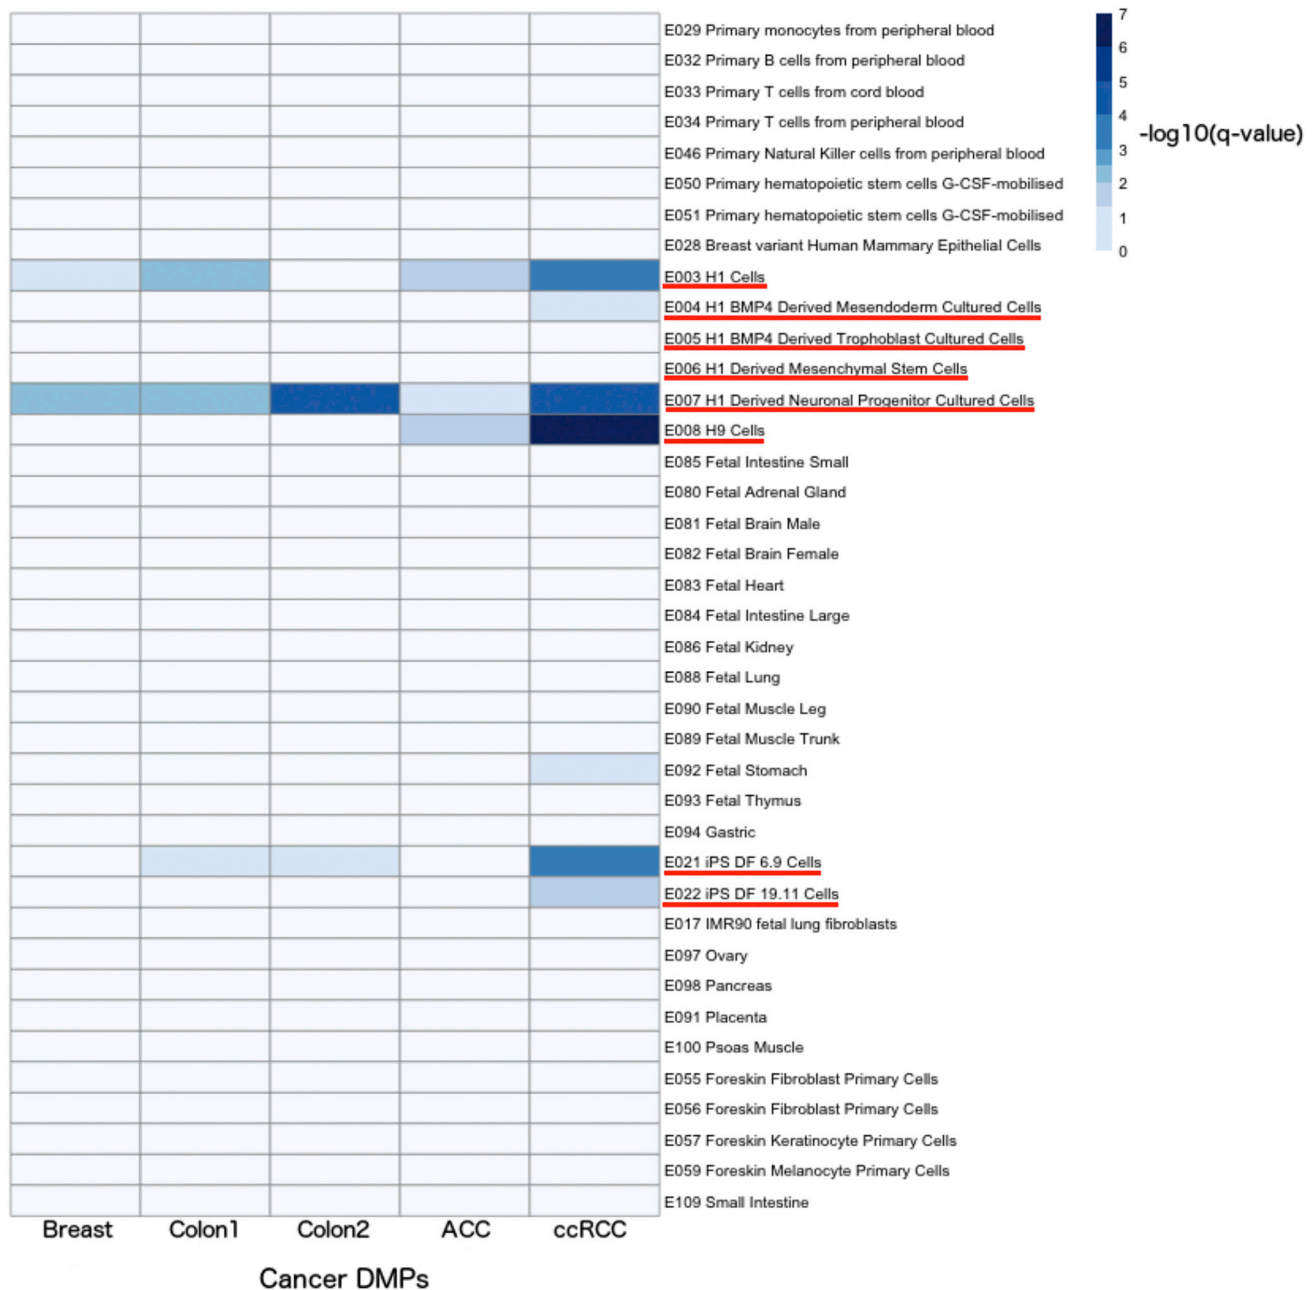 E029 Primary monocytes from peripheral blood
E032 Primary B cells from peripheral blood
E033 Primary T cells from cord blood
E034 Primary T cells from peripheral blood
E046 Primary Natural Killer cells from peripheral blood
E050 Primary hematopoietic stem cells G-CSF-mobilised
E051 Primary hematopoietic stem cells G-CSF-mobilised
E028 Breast variant Human Mammary Epithelial Cells
E003 H1 Cells
E004 H1 BMP4 Derived Mesendoderm Cultured Cells
E005 H1 BMP4 Derived Trophoblast Cultured Cells
E006 H1 Derived Mesenchymal Stem Cells
E007 H1 Derived Neuronal Progenitor Cultured Cells
E008 H9 Cells
E085 Fetal Intestine Small
E080 Fetal Adrenal Gland
E081 Fetal Brain Male
E082 Fetal Brain Female
E083 Fetal Heart
E084 Fetal Intestine Large
E086 Fetal Kidney
E088 Fetal Lung
E090 Fetal Muscle Leg
E089 Fetal Muscle Trunk
E092 Fetal Stomach
E093 Fetal Thymus
E094 Gastric
E021 iPS DF 6.9 Cells
E022 iPS DF 19.11 Cells
E017 IMR90 fetal lung fibroblasts
E097 Ovary
E098 Pancreas
E091 Placenta
E100 Psoas Muscle
E055 Foreskin Fibroblast Primary Cells
E056 Foreskin Fibroblast Primary Cells
E057 Foreskin Keratinocyte Primary Cells
E059 Foreskin Melanocyte Primary Cells
E109 Small Intestine
7
6
5
4
3
2
1
0
-log10(q-value)
Breast Colon1 Colon2 ACC ccRCC
Cancer DMPs